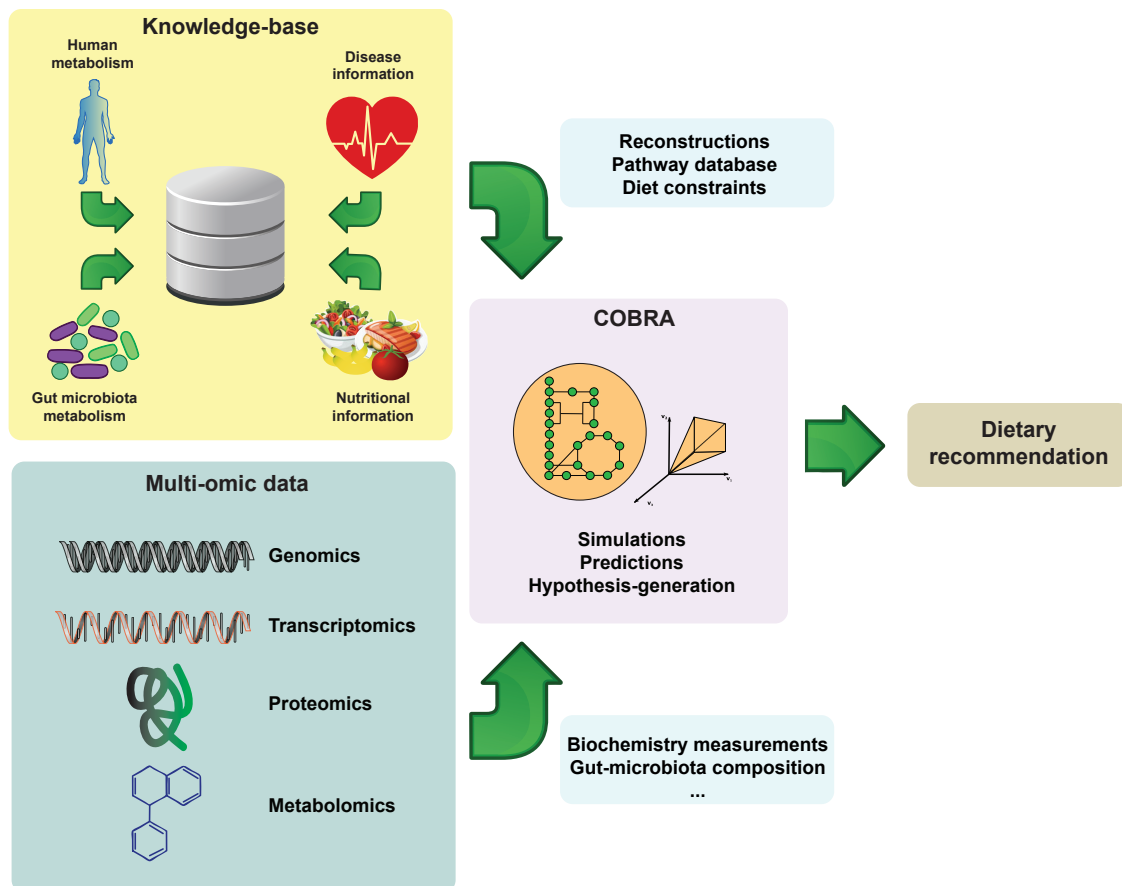 Knowledge-base
Human
metabolism
Disease
information
Gut microbiota
metabolism
Nutritional
information
Reconstructions
Pathway database
Diet constraints
COBRA
Simulations
Predictions
Hypothesis-generation
Dietary
recommendation
Multi-omic data
Genomics
Transcriptomics
Proteomics
Metabolomics
Biochemistry measurements
Gut-microbiota composition
...